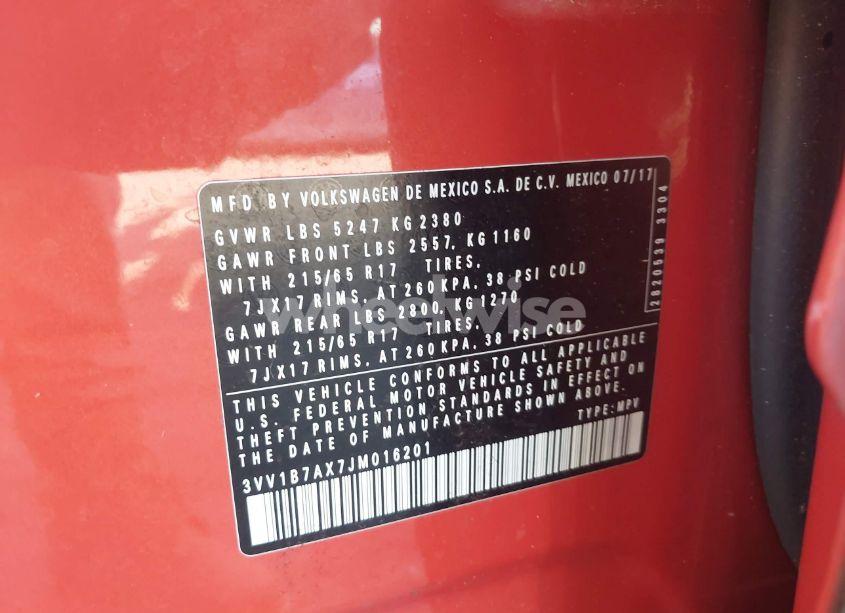 MFD BY VOLKSWAGEN DE MEXICO S.A. DE C.V. MEXICO 07/17
GVWR LBS 5247 KG 2380
GAWR FRONT LBS 2557, KG 1160
WITH 215/65 R17 TIRES,
7JX17 RIMS, AT 260 KPA, 38 PSI COLD
GAWR REAR LBS 2800, KG 1270
WITH 215/65 R17 TIRES,
7JX17 RIMS, AT 260 KPA, 38 PSI COLD
THIS VEHICLE CONFORMS TO ALL APPLICABLE
U.S. FEDERAL MOTOR VEHICLE SAFETY AND
THEFT PREVENTION STANDARDS IN EFFECT ON
THE DATE OF MANUFACTURE SHOWN ABOVE.
TYPE: MPV
3VV1B7AX7JM016201
2820539 3304
wheelwise